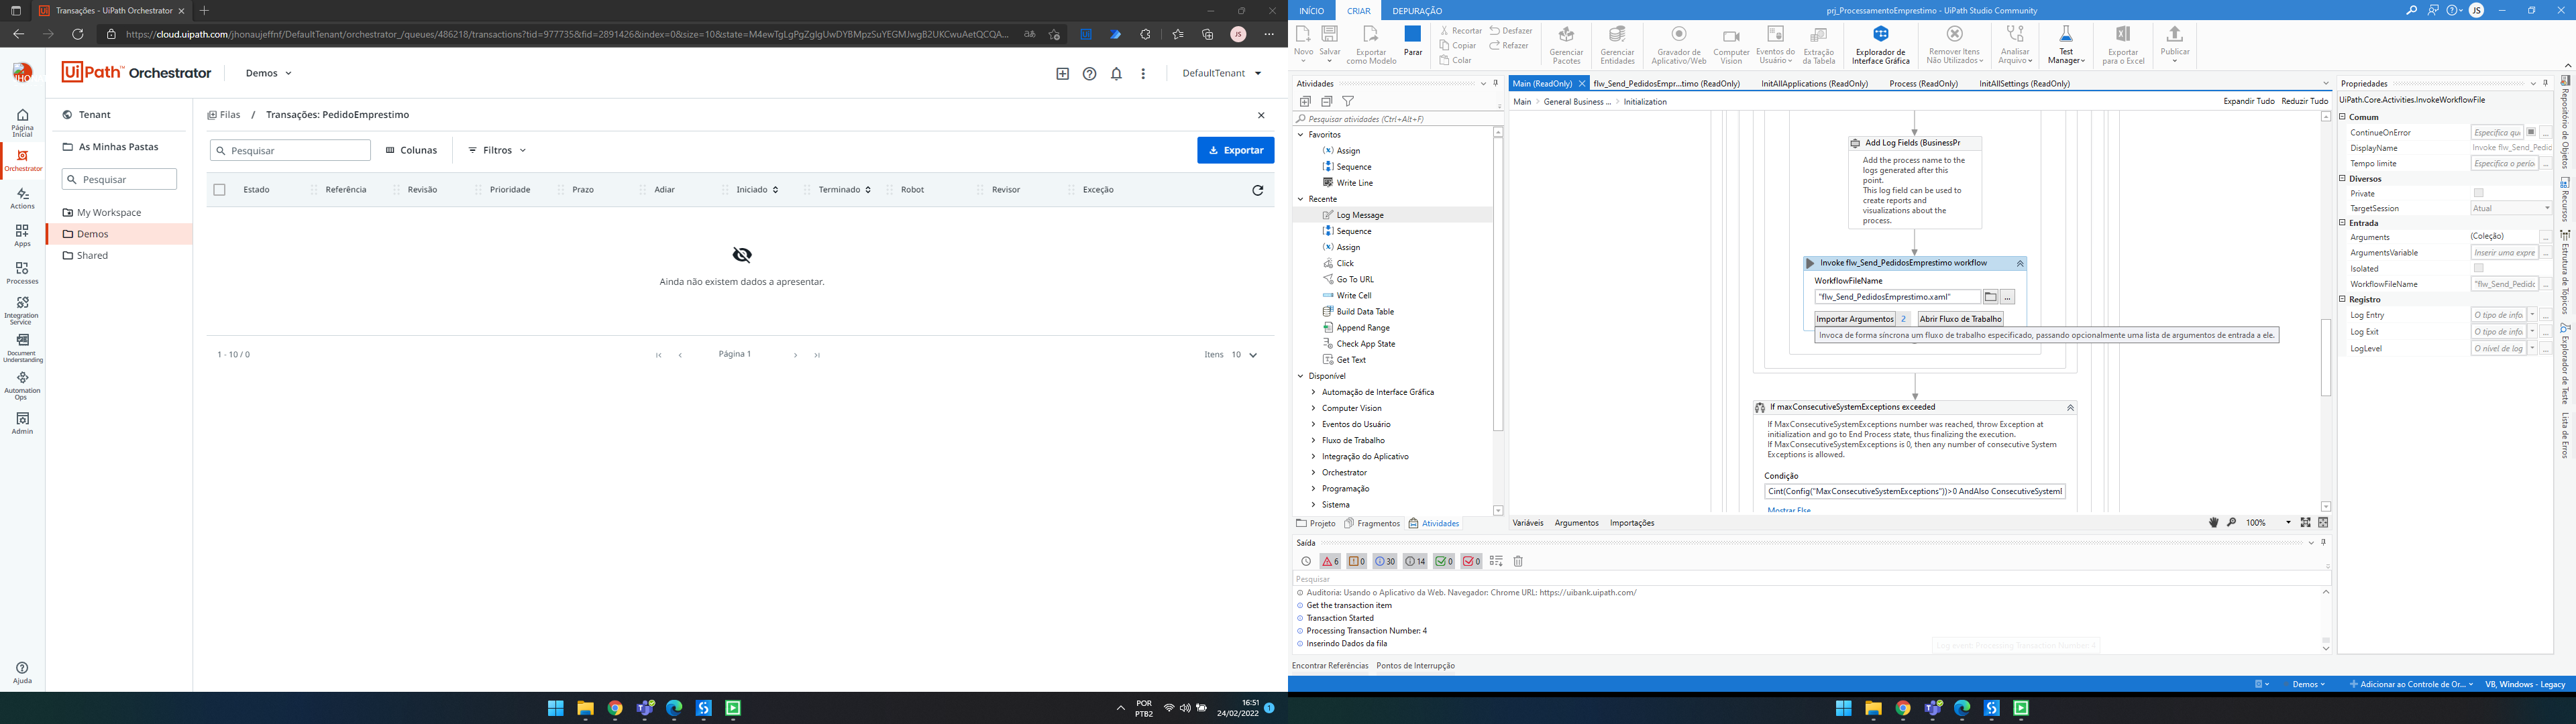 Transações - UiPath Orchestrator
https://cloud.uipath.com/jhonaujeffnf/DefaultTenant/orchestrator_/queues/486218/transactions?tid=977735&fid=2891426&index=0&size=10&state=M4ewTgLgPgZglgUwDYBMpzSuYEGMJwgB2UKCwuAetQCQA...
UiPath Orchestrator
Demos
DefaultTenant
Página Inicial
Orchestrator
Actions
Apps
Processes
Integration Service
Document Understanding
Automation Ops
Admin
Ajuda
Tenant
As Minhas Pastas
Pesquisar
My Workspace
Demos
Shared
Filas / Transações: PedidoEmprestimo
Pesquisar
Colunas
Filtros
Exportar
Estado Referência Revisão Prioridade Prazo Adiar Iniciado Terminado Robot Revisor Exceção
Ainda não existem dados a apresentar.
1 - 10 / 0
Página 1
Itens 10
POR
PTB2
16:51
24/02/2022
1
INÍCIO CRIAR DEPURAÇÃO
prj_ProcessamentoEmprestimo - UiPath Studio Community
JS
Novo
Salvar
Exportar como Modelo
Parar
Recortar
Copiar
Colar
Desfazer
Refazer
Gerenciar Pacotes
Gerenciar Entidades
Gravador de Aplicativo/Web
Computer Vision
Eventos do Usuário
Extração da Tabela
Explorador de Interface Gráfica
Remover Itens Não Utilizados
Analisar Arquivo
Test Manager
Exportar para o Excel
Publicar
Atividades
Pesquisar atividades (Ctrl+Alt+F)
Favoritos
Assign
Sequence
Write Line
Recente
Log Message
Sequence
Assign
Click
Go To URL
Write Cell
Build Data Table
Append Range
Check App State
Get Text
Disponível
Automação de Interface Gráfica
Computer Vision
Eventos do Usuário
Fluxo de Trabalho
Integração do Aplicativo
Orchestrator
Programação
Sistema
Projeto Fragmentos Atividades
Main (ReadOnly)
flw_Send_PedidosEmpr...timo (ReadOnly)
InitAllApplications (ReadOnly)
Process (ReadOnly)
InitAllSettings (ReadOnly)
Main > General Business ... > Initialization
Expandir Tudo Reduzir Tudo
Add Log Fields (BusinessPr
Add the process name to the
logs generated after this
point.
This log field can be used to
create reports and
visualizations about the
process.
Invoke flw_Send_PedidosEmprestimo workflow
WorkflowFileName
"flw_Send_PedidosEmprestimo.xaml"
Importar Argumentos 2
Abrir Fluxo de Trabalho
Invoca de forma síncrona um fluxo de trabalho especificado, passando opcionalmente uma lista de argumentos de entrada a ele.
If maxConsecutiveSystemExceptions exceeded
If MaxConsecutiveSystemExceptions number was reached, throw Exception at
initialization and go to End Process state, thus finalizing the execution.
If MaxConsecutiveSystemExceptions is 0, then any number of consecutive System
Exceptions is allowed.
Condição
Cint(Config("MaxConsecutiveSystemExceptions"))>0 AndAlso ConsecutiveSystemI
Mostrar Else
Variáveis Argumentos Importações
100%
Saída
6 0 30 14 0 0
Pesquisar
Auditoria: Usando o Aplicativo da Web. Navegador: Chrome URL: https://uibank.uipath.com/
Get the transaction item
Transaction Started
Processing Transaction Number: 4
Inserindo Dados da fila
Encontrar Referências Pontos de Interrupção
Propriedades
UiPath.Core.Activities.InvokeWorkflowFile
Comum
ContinueOnError Especifica que
DisplayName Invoke flw_Send_Pedid
Tempo limite Especifica o perío
Diversos
Private
TargetSession Atual
Entrada
Arguments (Coleção)
ArgumentsVariable Inserir uma expre
Isolated
WorkflowFileName "flw_Send_Pedido
Registro
Log Entry O tipo de info
Log Exit O tipo de info
LogLevel O nível de log
Repositório de Objetos
Recursos
Estrutura de Tópicos
Explorador de Teste
Lista de Erros
Demos
Adicionar ao Controle de Or...
VB, Windows - Legacy